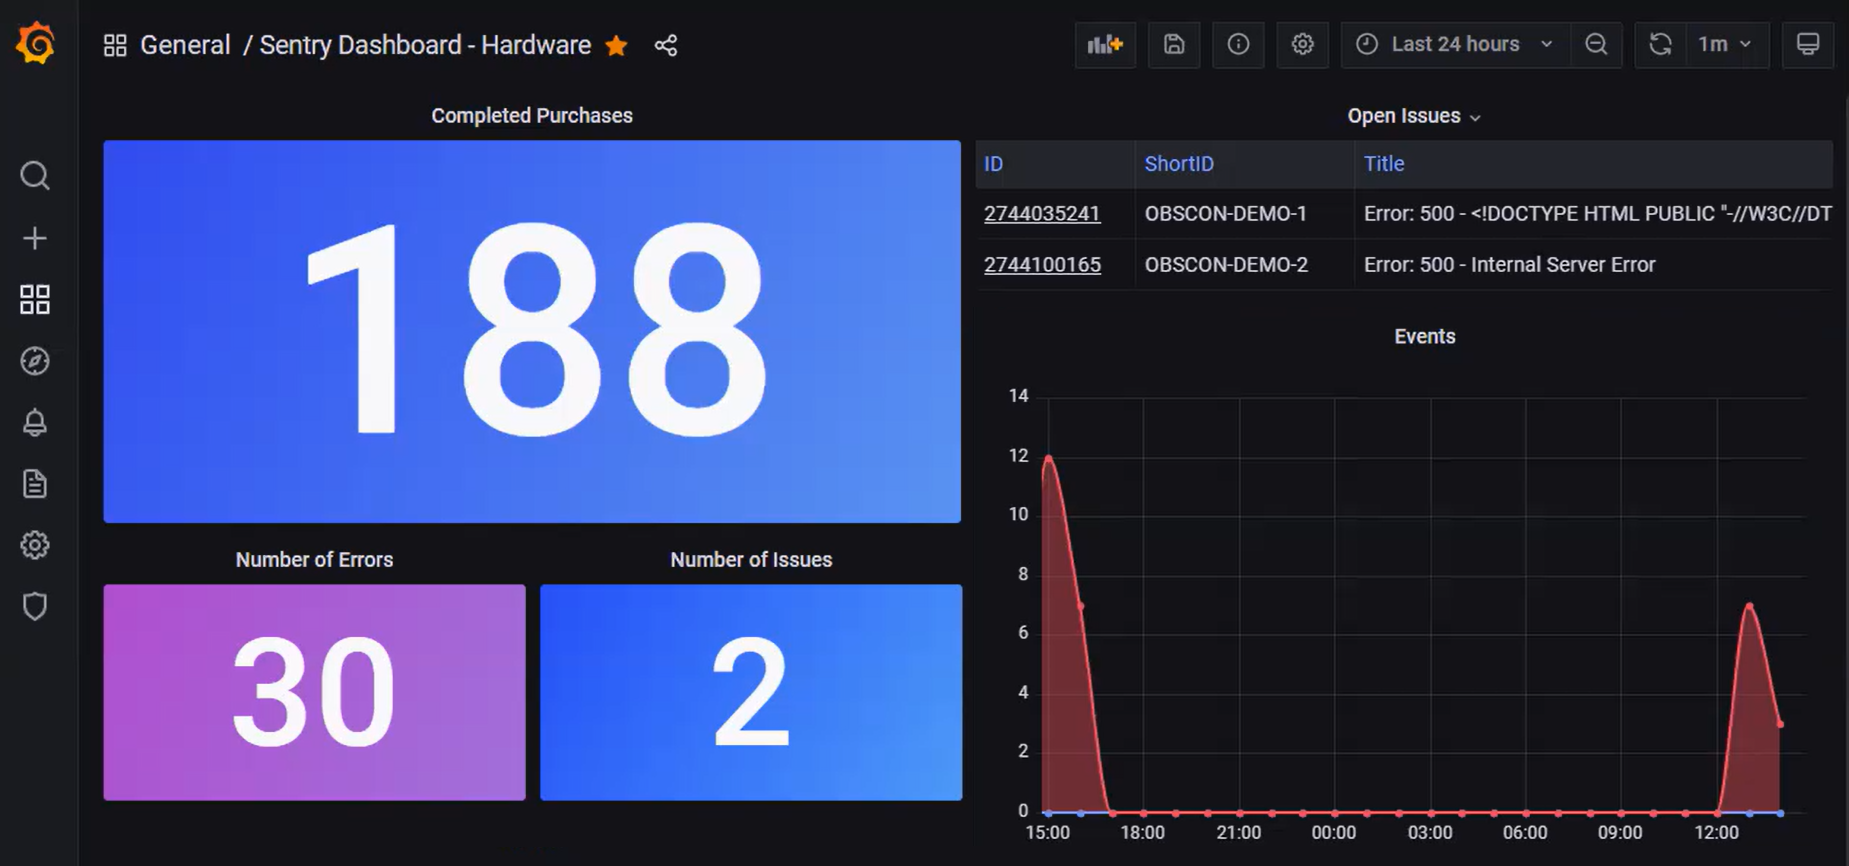 General / Sentry Dashboard - Hardware
Last 24 hours
1m
Completed Purchases
188
Number of Errors
30
Number of Issues
2
Open Issues
ID ShortID Title
2744035241 OBSCON-DEMO-1 Error: 500 - <!DOCTYPE HTML PUBLIC "-//W3C//DT
2744100165 OBSCON-DEMO-2 Error: 500 - Internal Server Error
Events
14
12
10
8
6
4
2
0
15:00 18:00 21:00 00:00 03:00 06:00 09:00 12:00